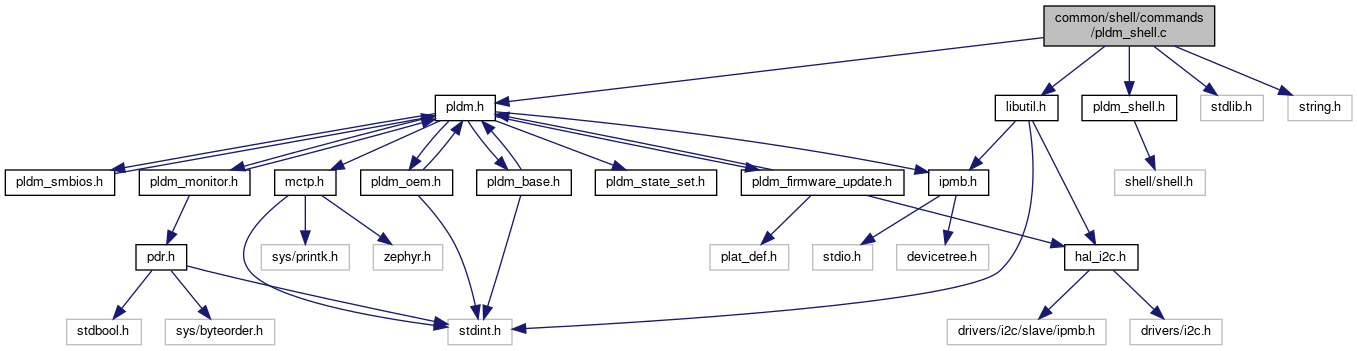 common/shell/commands
/pldm_shell.c
pldm.h
libutil.h
pldm_shell.h
stdlib.h
string.h
pldm_smbios.h
pldm_monitor.h
mctp.h
pldm_oem.h
pldm_base.h
pldm_state_set.h
pldm_firmware_update.h
ipmb.h
shell/shell.h
pdr.h
sys/printk.h
zephyr.h
plat_def.h
stdio.h
devicetree.h
hal_i2c.h
stdbool.h
sys/byteorder.h
stdint.h
drivers/i2c/slave/ipmb.h
drivers/i2c.h